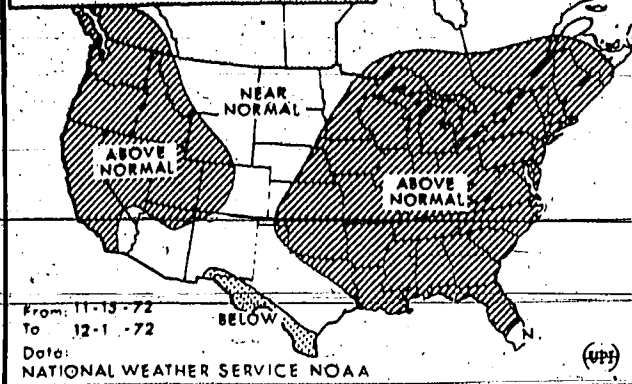 NEAR
NORMAL
ABOVE
NORMAL
ABOVE
NORMAL
BELOW
N
From: 11-15-72
To 12-1 -72
Data:
NATIONAL WEATHER SERVICE NOAA
UPI